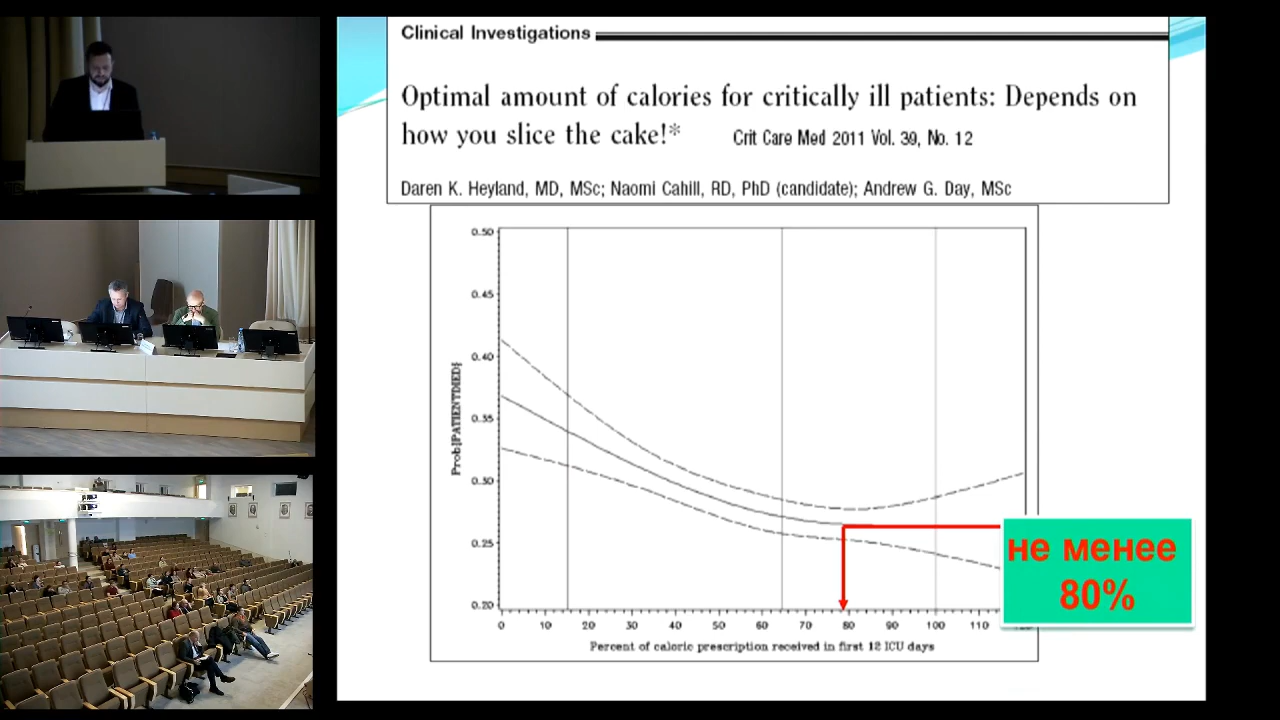 Clinical Investigations
Optimal amount of calories for critically ill patients: Depends on
how you slice the cake!* Crit Care Med 2011 Vol. 39, No. 12
Daren K. Heyland, MD, MSc; Naomi Cahill, RD, PhD (candidate); Andrew G. Day, MSc
0.50
0.45
0.40
0.35
0.30
0.25
0.20
Prob{PATIENTDIED}
0 10 20 30 40 50 60 70 80 90 100 110
Percent of caloric prescription received in first 12 ICU days
не менее
80%